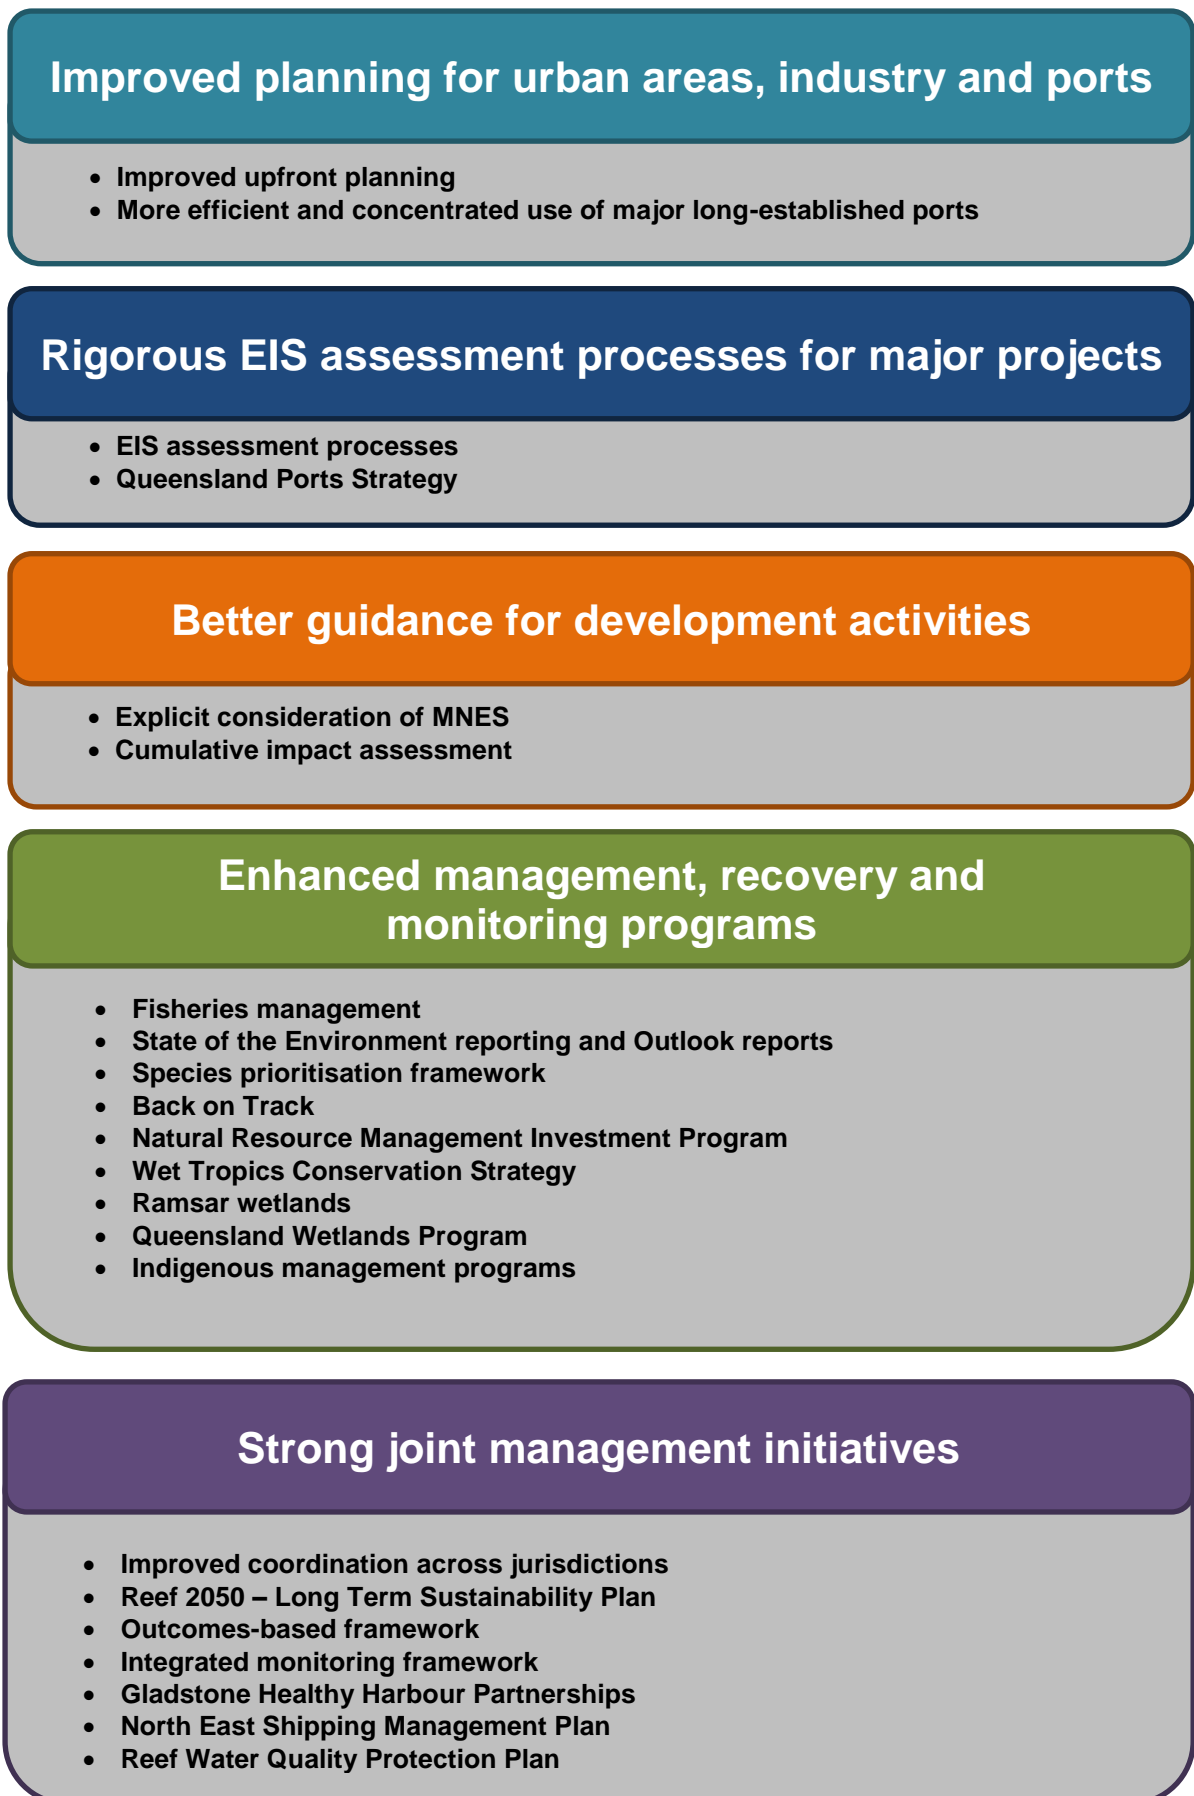 Improved planning for urban areas, industry and ports
• Improved upfront planning
• More efficient and concentrated use of major long-established ports
Rigorous EIS assessment processes for major projects
• EIS assessment processes
• Queensland Ports Strategy
Better guidance for development activities
• Explicit consideration of MNES
• Cumulative impact assessment
Enhanced management, recovery and
monitoring programs
• Fisheries management
• State of the Environment reporting and Outlook reports
• Species prioritisation framework
• Back on Track
• Natural Resource Management Investment Program
• Wet Tropics Conservation Strategy
• Ramsar wetlands
• Queensland Wetlands Program
• Indigenous management programs
Strong joint management initiatives
• Improved coordination across jurisdictions
• Reef 2050 – Long Term Sustainability Plan
• Outcomes-based framework
• Integrated monitoring framework
• Gladstone Healthy Harbour Partnerships
• North East Shipping Management Plan
• Reef Water Quality Protection Plan